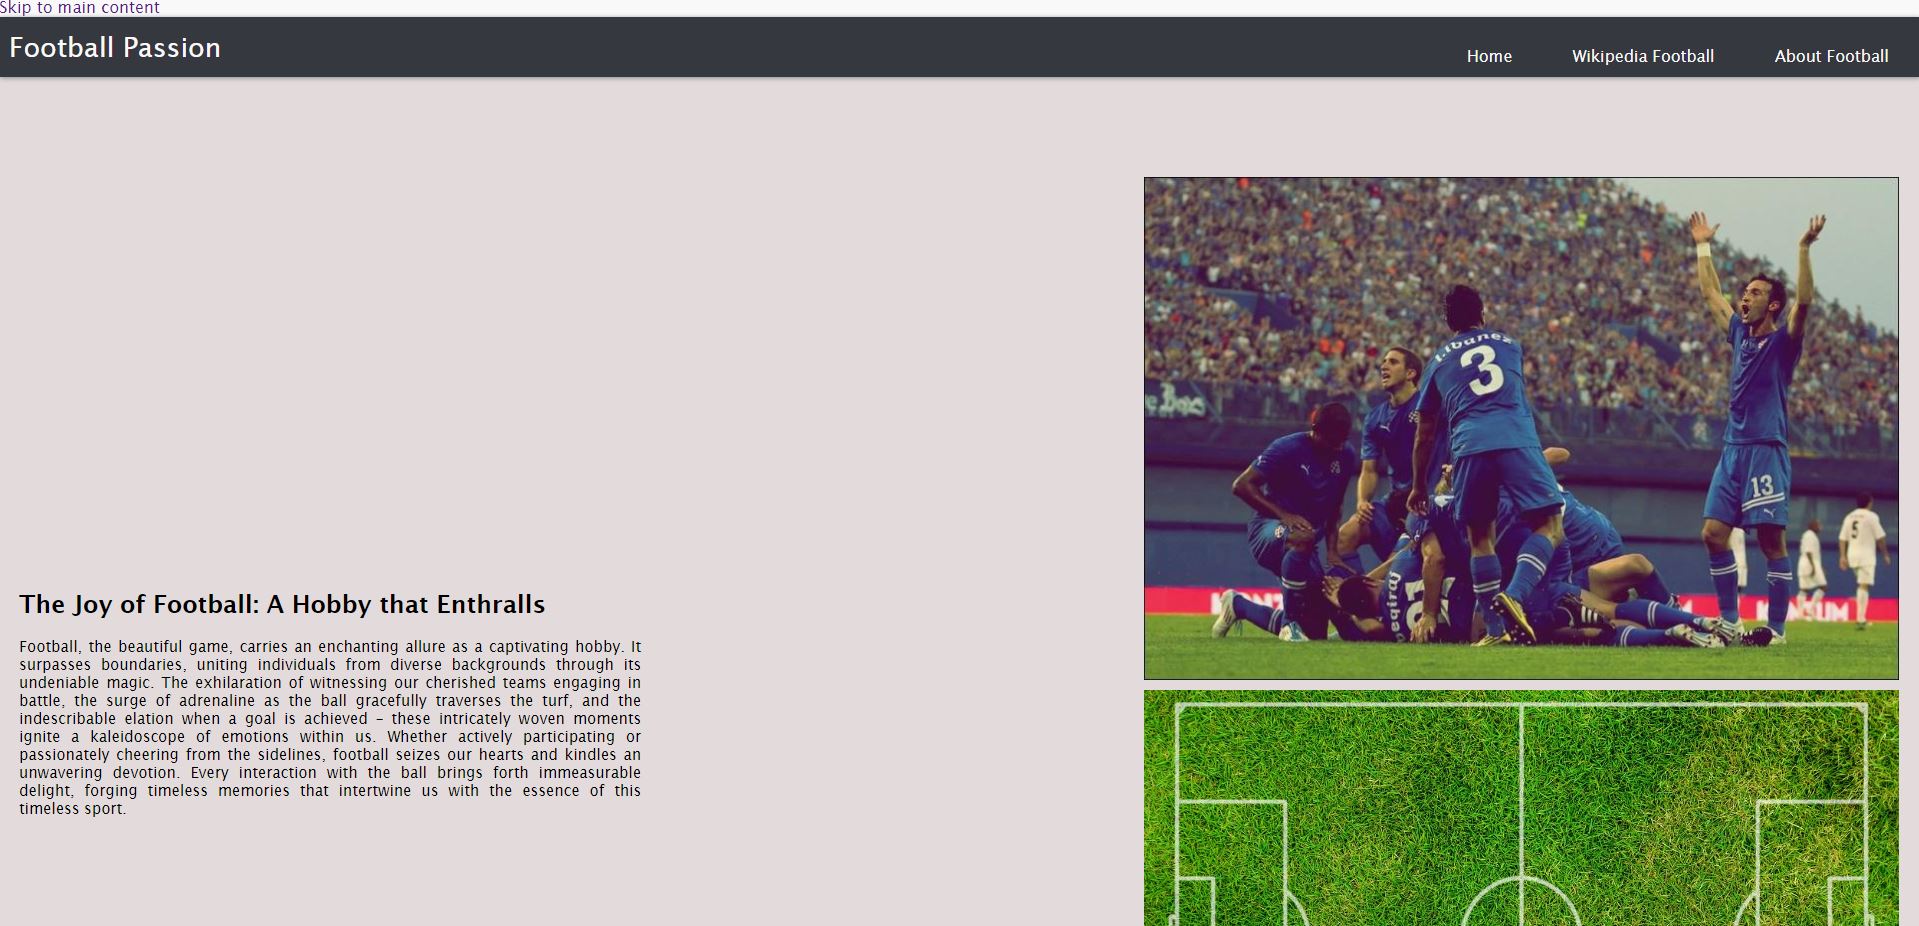 Skip to main content
Football Passion
Home
Wikipedia Football
About Football
The Joy of Football: A Hobby that Enthralls
Football, the beautiful game, carries an enchanting allure as a captivating hobby. It
surpasses boundaries, uniting individuals from diverse backgrounds through its
undeniable magic. The exhilaration of witnessing our cherished teams engaging in
battle, the surge of adrenaline as the ball gracefully traverses the turf, and the
indescribable elation when a goal is achieved – these intricately woven moments
ignite a kaleidoscope of emotions within us. Whether actively participating or
passionately cheering from the sidelines, football seizes our hearts and kindles an
unwavering devotion. Every interaction with the ball brings forth immeasurable
delight, forging timeless memories that intertwine us with the essence of this
timeless sport.
L.Ibanez
3
13
5
Beqiraj